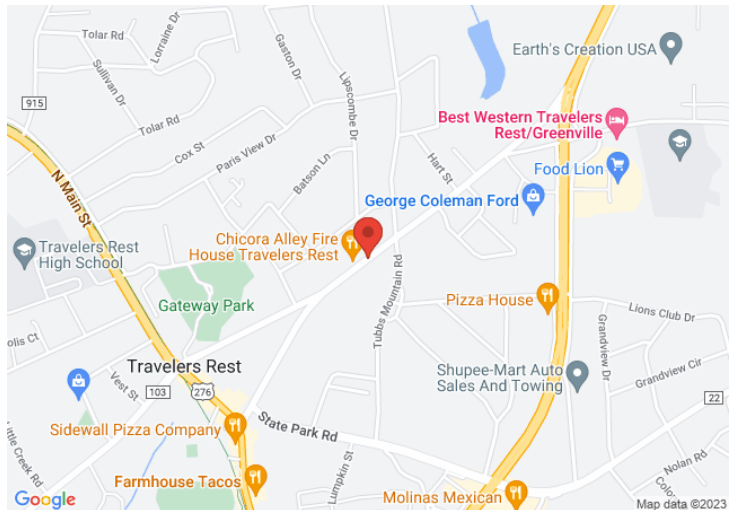 Tolar Rd
Lorraine Dr
Sullivan Dr
Gaston Dr
Lipscombe Dr
Earth's Creation USA
915
Tolar Rd
Best Western Travelers
Rest/Greenville
Cox St
Paris View Dr
Batson Ln
Hart St
Food Lion
N Main St
George Coleman Ford
Chicora Alley Fire
House Travelers Rest
Travelers Rest
High School
Tubbs Mountain Rd
Gateway Park
Pizza House
Lions Club Dr
Grandview Dr
olis Ct
Travelers Rest
Vest St
103
276
Shupee-Mart Auto
Sales And Towing
Grandview Cir
22
Little Creek Rd
Sidewall Pizza Company
State Park Rd
Lumpkin St
Nolan Rd
Farmhouse Tacos
Molinas Mexican
Colo
Google
Map data ©2023